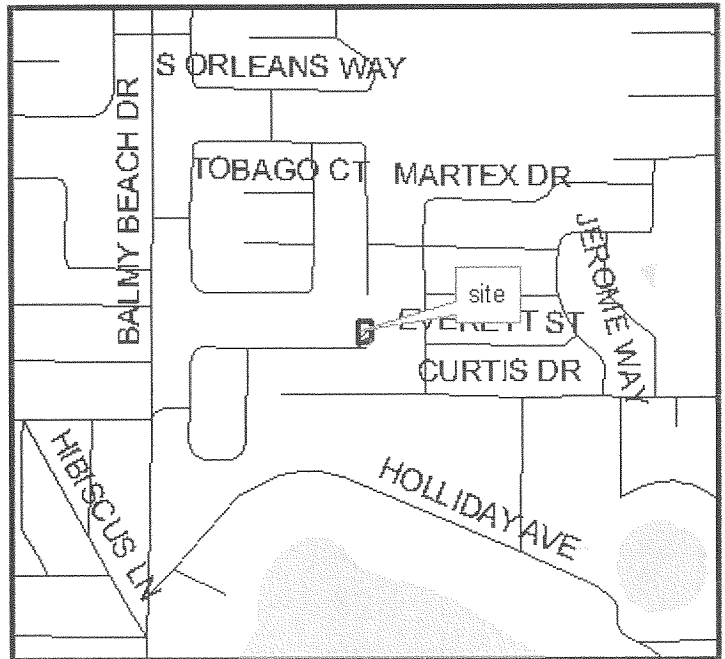 S ORLEANS WAY
BALMY BEACH DR
TOBAGO CT
MARTEX DR
JEROME WAY
site
EVERETT ST
CURTIS DR
HIBISCUS LN
HOLLIDAY AVE